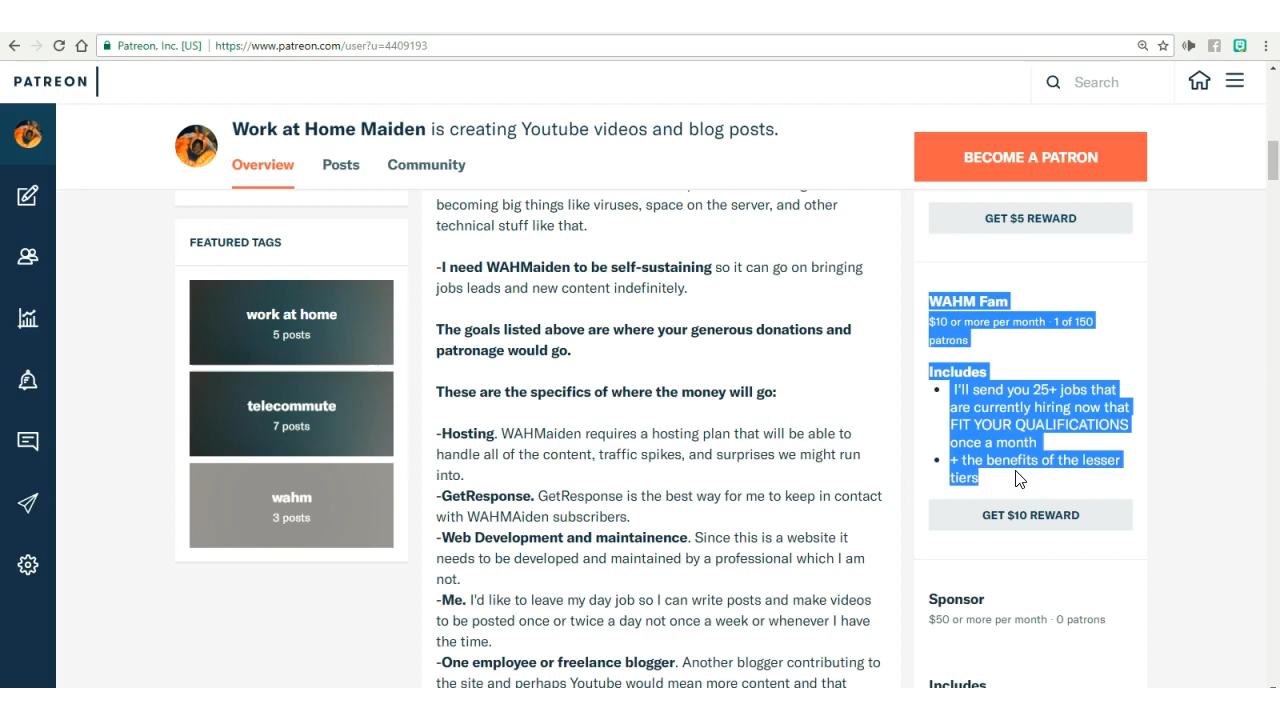 Patreon, Inc. [US]
https://www.patreon.com/user?u=4409193
PATREON
Search
Work at Home Maiden is creating Youtube videos and blog posts.
Overview
Posts
Community
BECOME A PATRON
FEATURED TAGS
work at home
5 posts
telecommute
7 posts
wahm
3 posts
becoming big things like viruses, space on the server, and other
technical stuff like that.
-I need WAHMaiden to be self-sustaining so it can go on bringing
jobs leads and new content indefinitely.
The goals listed above are where your generous donations and
patronage would go.
These are the specifics of where the money will go:
-Hosting. WAHMaiden requires a hosting plan that will be able to
handle all of the content, traffic spikes, and surprises we might run
into.
-GetResponse. GetResponse is the best way for me to keep in contact
with WAHMAiden subscribers.
-Web Development and maintainence. Since this is a website it
needs to be developed and maintained by a professional which I am
not.
-Me. I'd like to leave my day job so I can write posts and make videos
to be posted once or twice a day not once a week or whenever I have
the time.
-One employee or freelance blogger. Another blogger contributing to
the site and perhaps Youtube would mean more content and that
GET $5 REWARD
WAHM Fam
$10 or more per month · 1 of 150
patrons
Includes
I'll send you 25+ jobs that
are currently hiring now that
FIT YOUR QUALIFICATIONS
once a month
+ the benefits of the lesser
tiers
GET $10 REWARD
Sponsor
$50 or more per month · 0 patrons
Includes